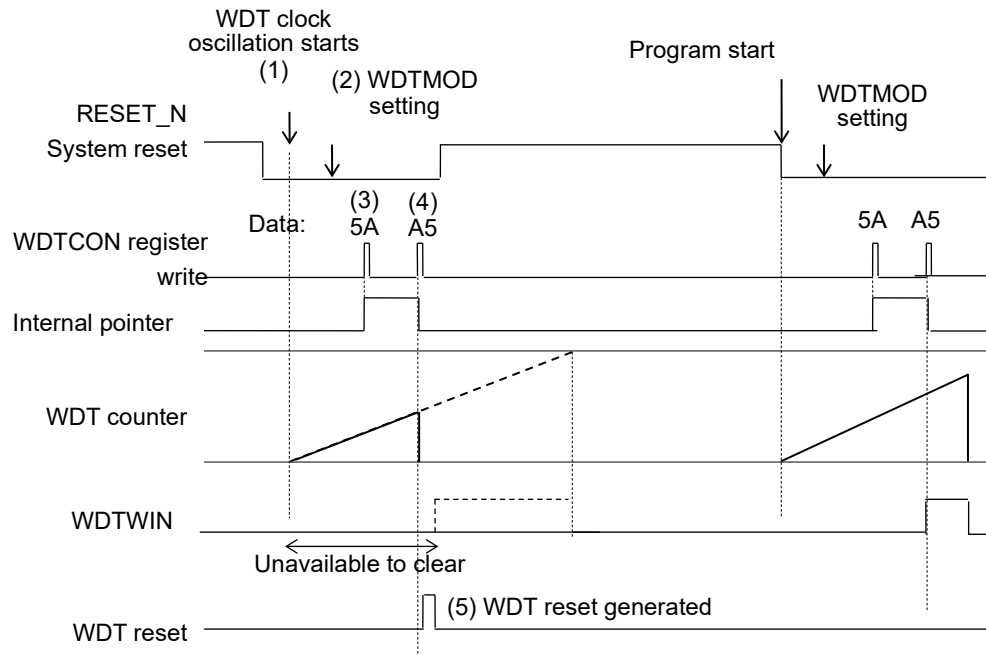 WDT clock
oscillation starts
(1)
(2) WDTMOD
setting
Program start
WDTMOD
setting
RESET_N
System reset
(3)
(4)
Data:
5A
A5
5A
A5
WDTCON register
write
Internal pointer
WDT counter
WDTWIN
Unavailable to clear
(5) WDT reset generated
WDT reset